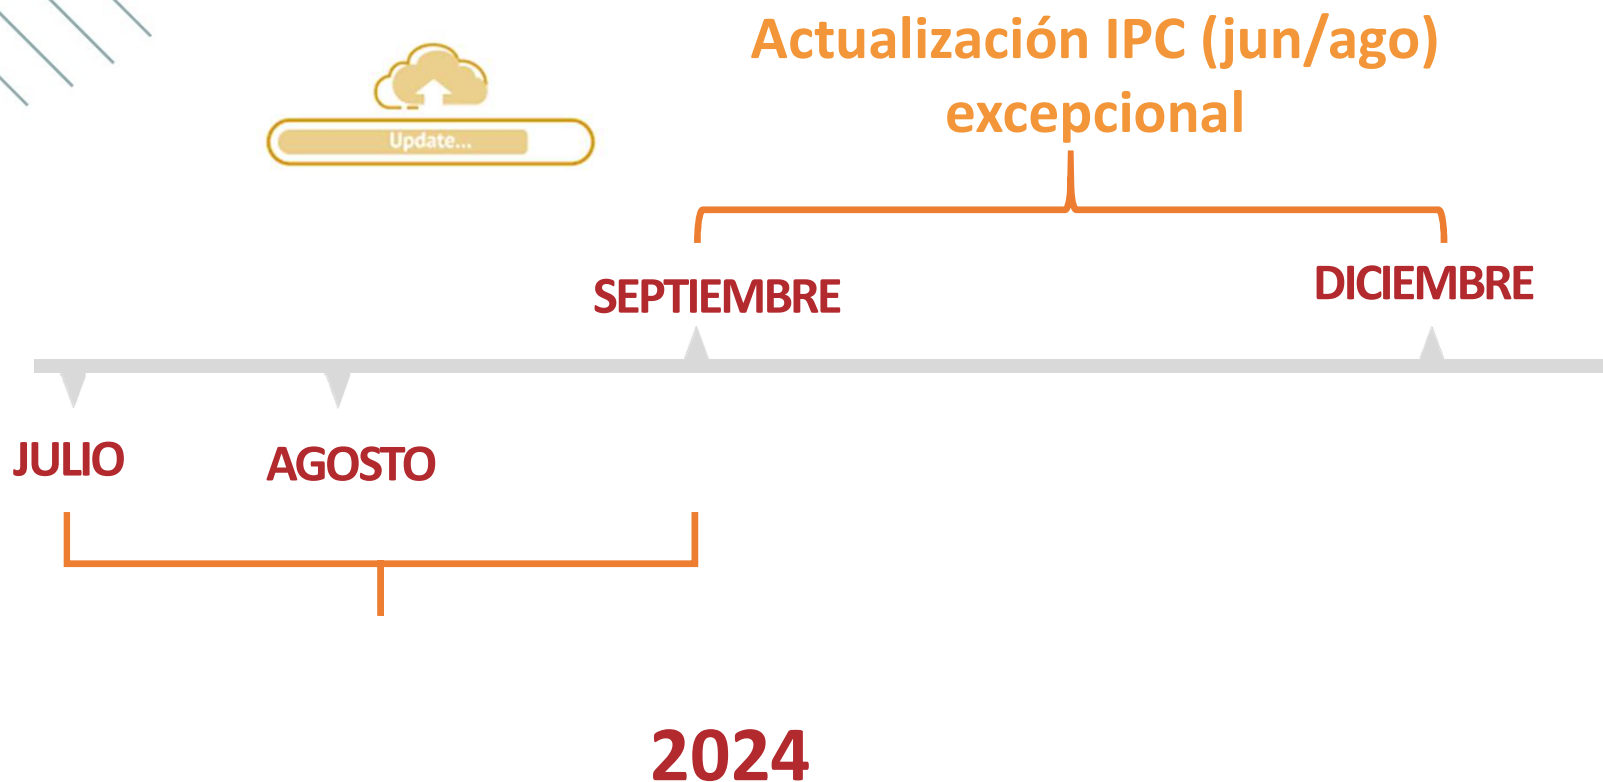 Actualización IPC (jun/ago)
excepcional
Update...
SEPTIEMBRE
DICIEMBRE
JULIO
AGOSTO
2024